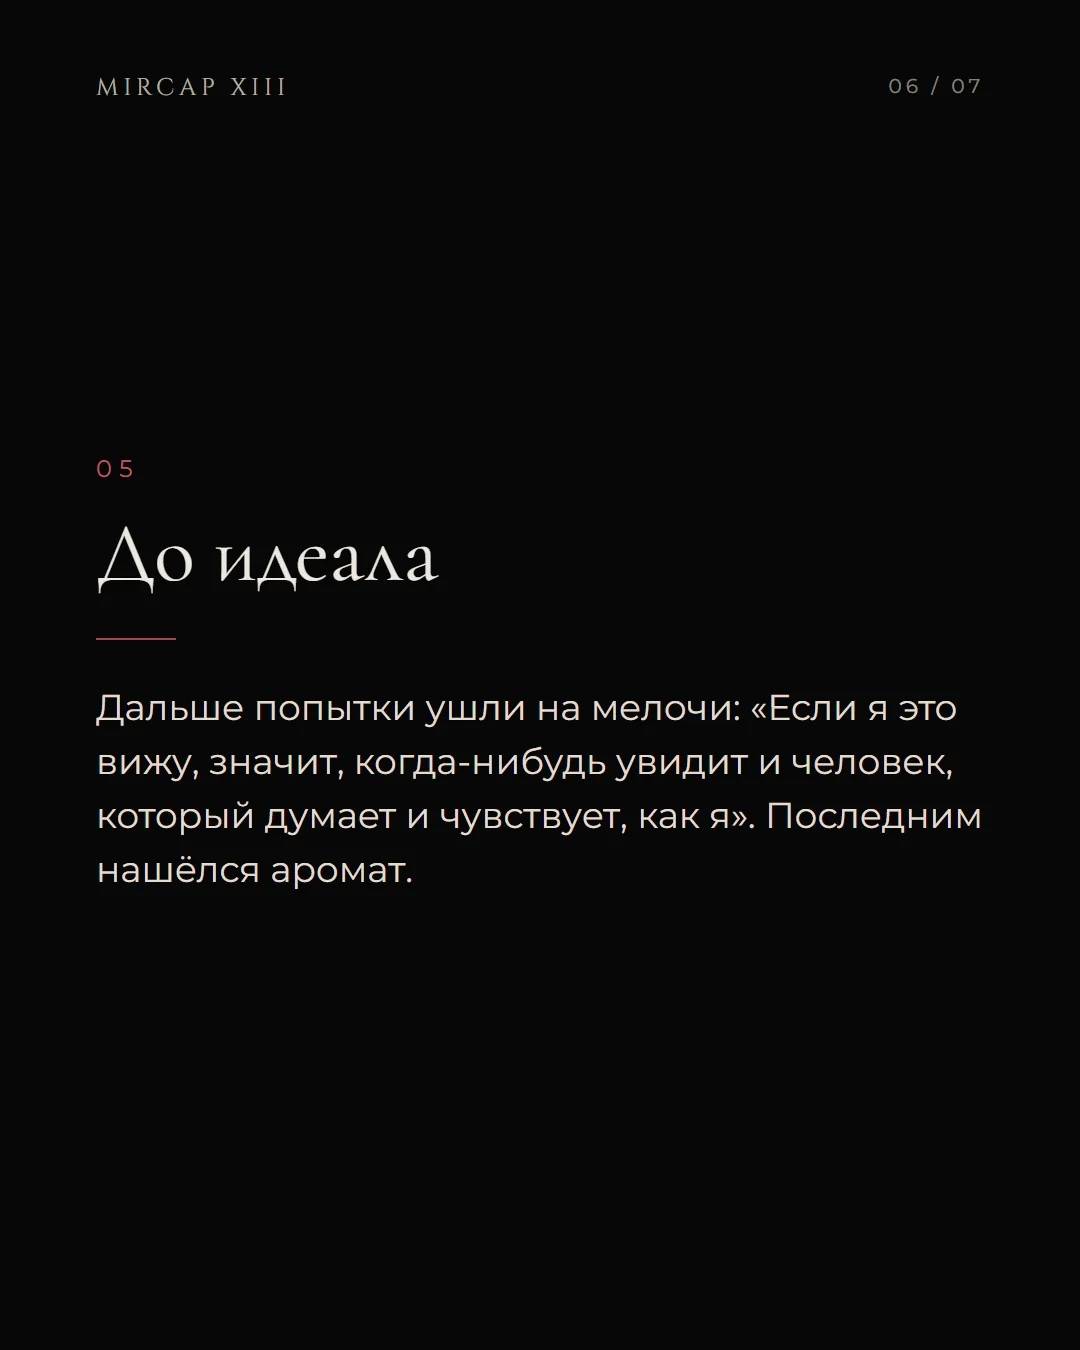 MIRCAP XIII
06 / 07
05
До идеала
Дальше попытки ушли на мелочи: «Если я это
вижу, значит, когда-нибудь увидит и человек,
который думает и чувствует, как я». Последним
нашёлся аромат.